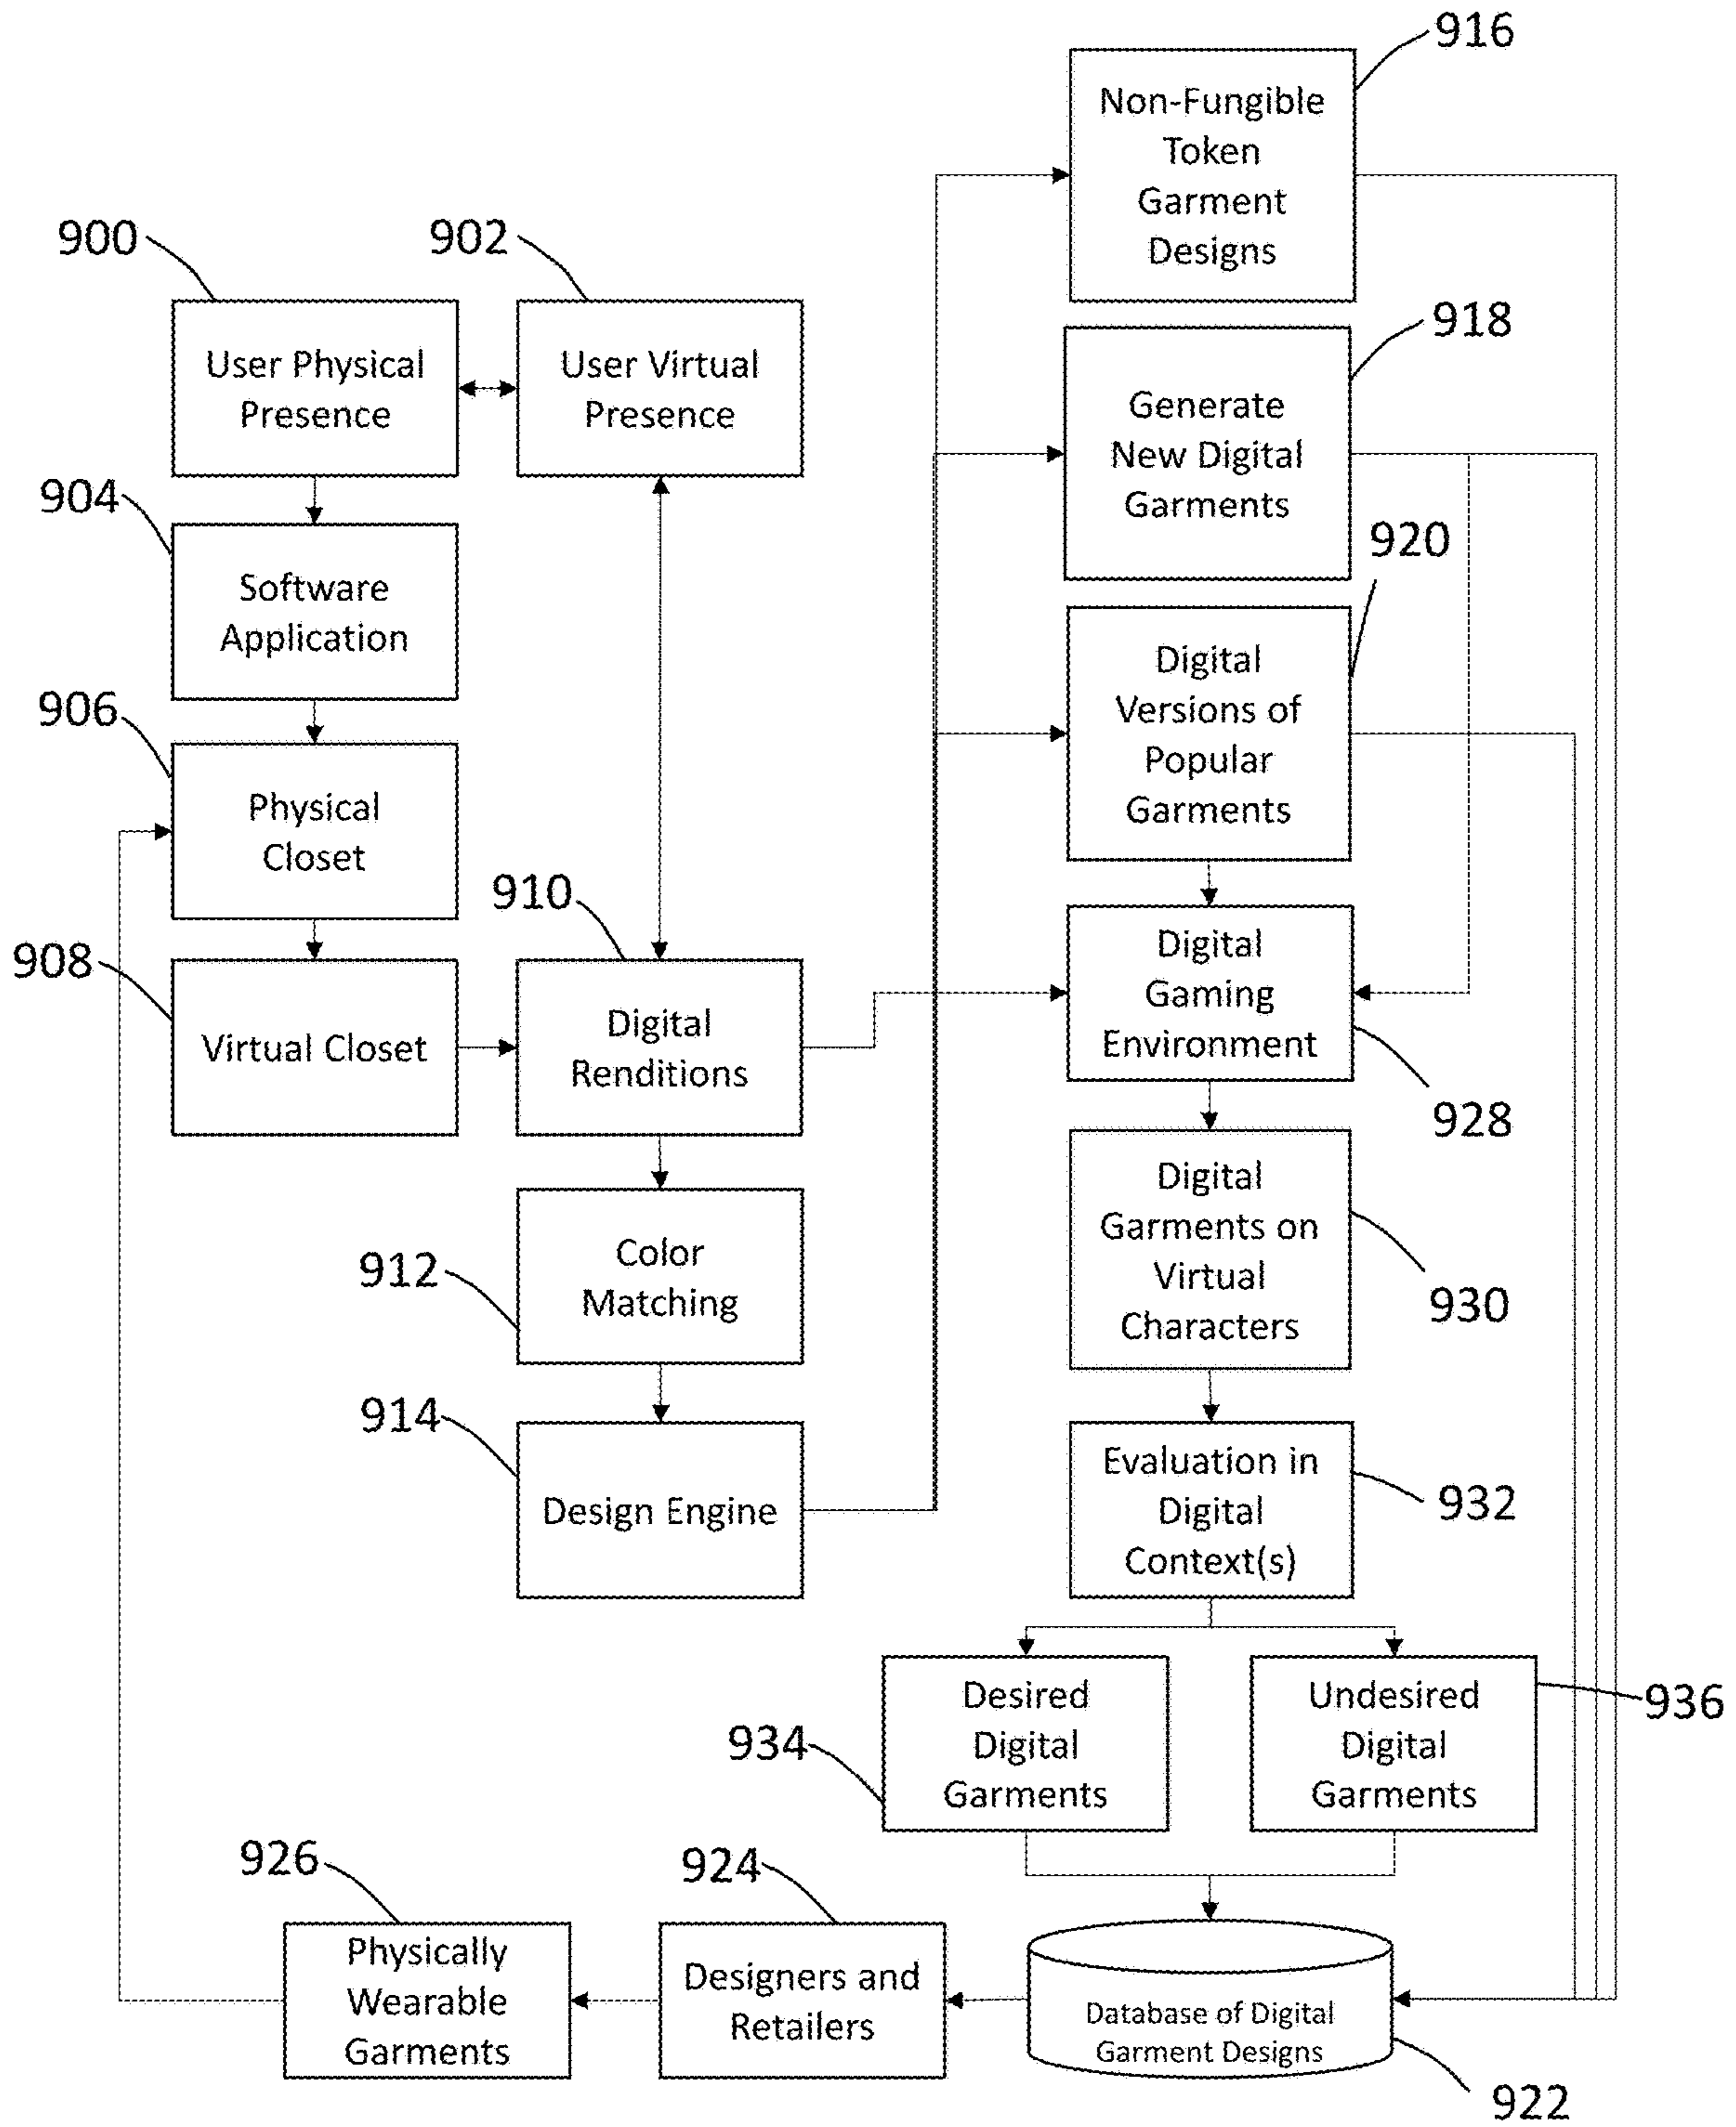 916
Non-Fungible
Token
Garment
Designs
900
902
User Physical
Presence
User Virtual
Presence
918
Generate
New Digital
Garments
904
Software
Application
920
Digital
Versions of
Popular
Garments
906
Physical
Closet
908
Virtual Closet
910
Digital
Renditions
Digital
Gaming
Environment
928
912
Color
Matching
Digital
Garments on
Virtual
Characters
930
914
Design Engine
Evaluation in
Digital
Context(s)
932
934
Desired
Digital
Garments
Undesired
Digital
Garments
936
926
Physically
Wearable
Garments
924
Designers and
Retailers
Database of Digital
Garment Designs
922